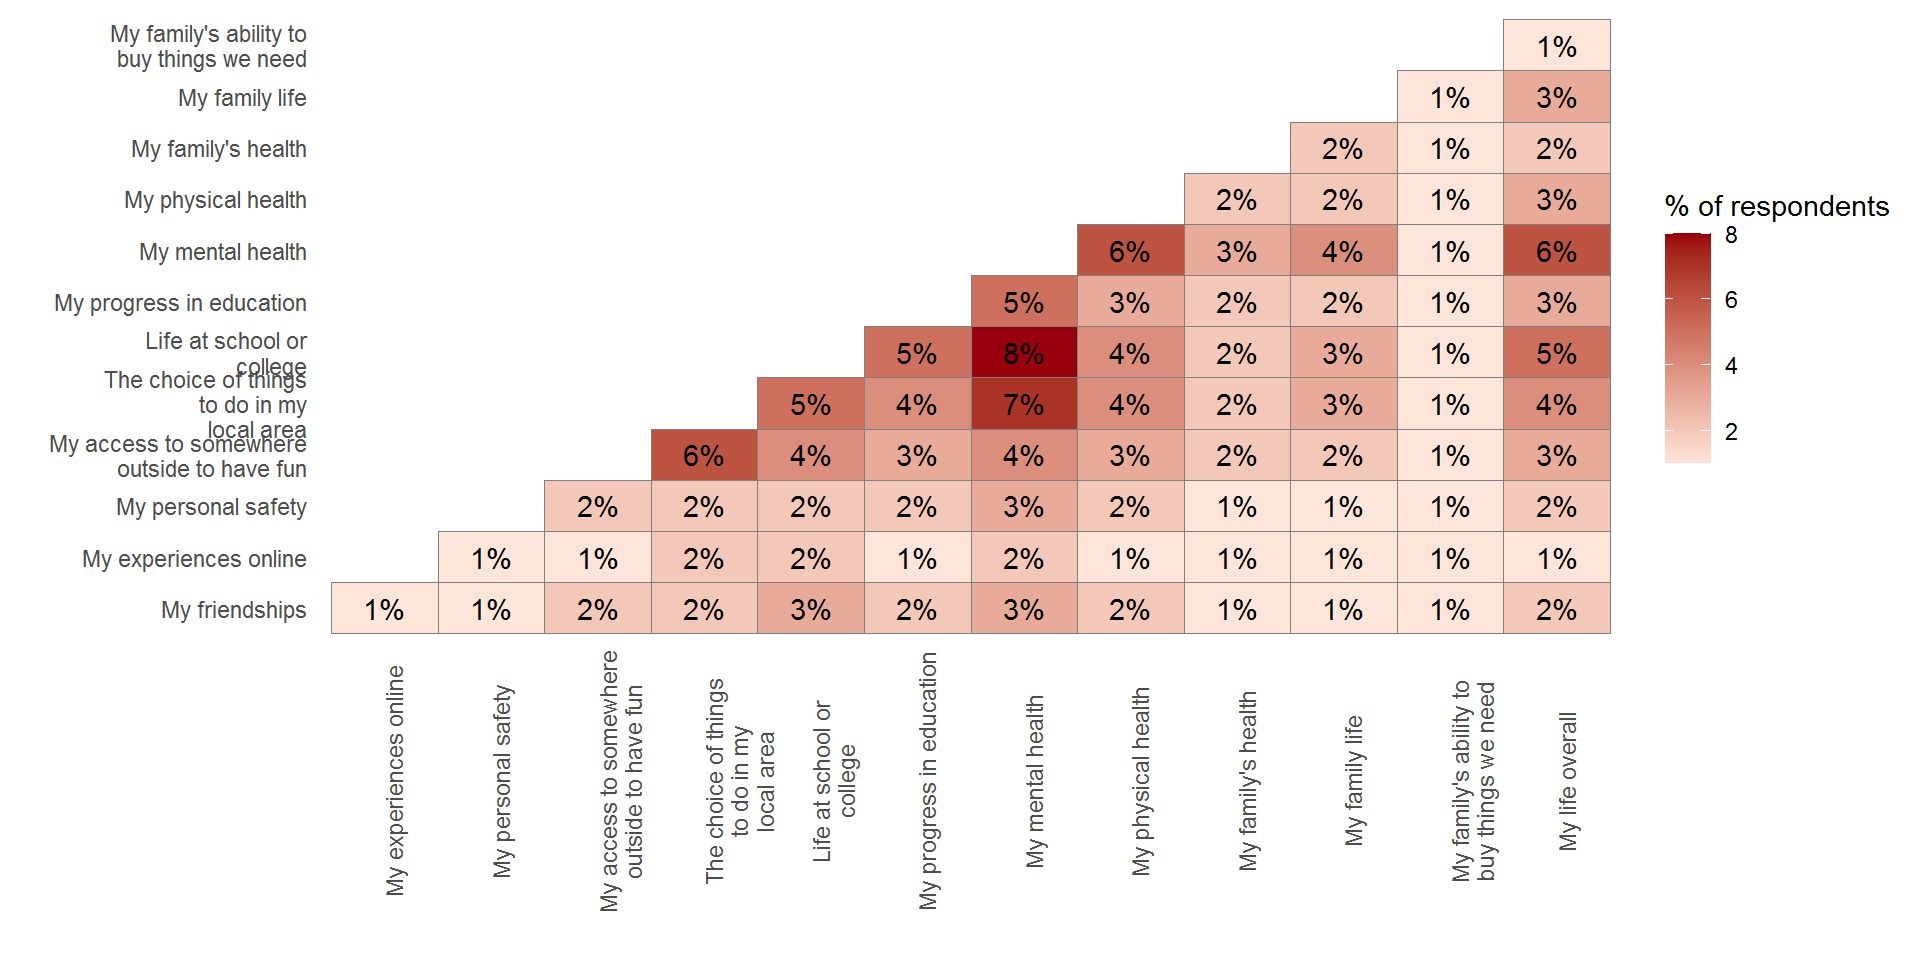 My family's ability to
buy things we need
1%
My family life
1% 3%
My family's health
2% 1% 2%
My physical health
2% 2% 1% 3%
My mental health
6% 3% 4% 1% 6%
My progress in education
5% 3% 2% 2% 1% 3%
Life at school or
college
5% 8% 4% 2% 3% 1% 5%
The choice of things
to do in my
local area
5% 4% 7% 4% 2% 3% 1% 4%
My access to somewhere
outside to have fun
6% 4% 3% 4% 3% 2% 2% 1% 3%
My personal safety
2% 2% 2% 2% 3% 2% 1% 1% 1% 2%
My experiences online
1% 1% 2% 2% 1% 2% 1% 1% 1% 1% 1%
My friendships
1% 1% 2% 2% 3% 2% 3% 2% 1% 1% 1% 2%
My experiences online
My personal safety
My access to somewhere
outside to have fun
The choice of things
to do in my
local area
Life at school or
college
My progress in education
My mental health
My physical health
My family's health
My family life
My family's ability to
buy things we need
My life overall
% of respondents
8
6
4
2